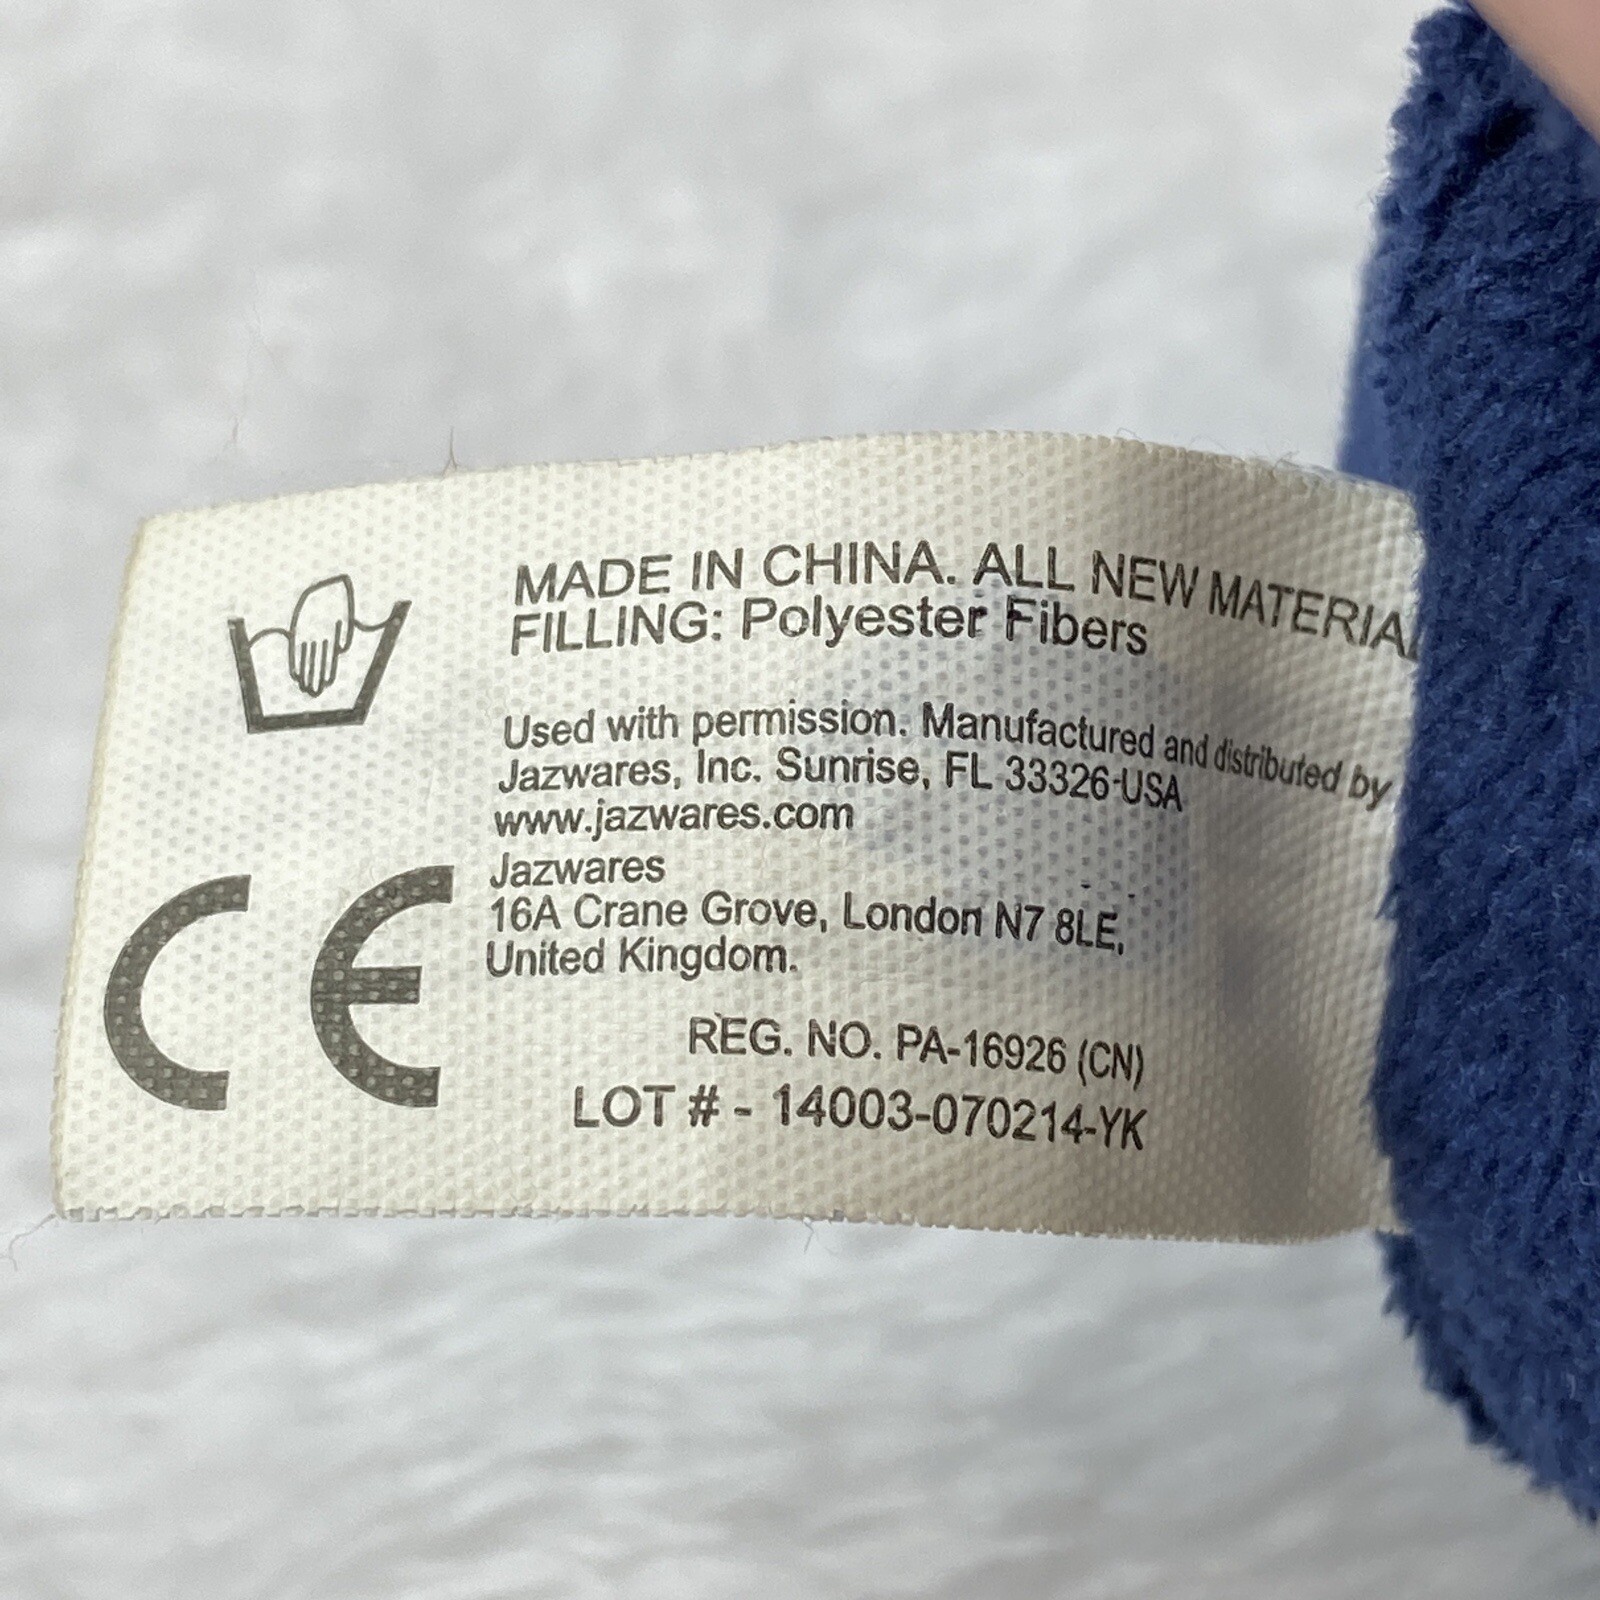 MADE IN CHINA. ALL NEW MATERIA
FILLING: Polyester Fibers
Used with permission. Manufactured and distributed by
Jazwares, Inc. Sunrise, FL 33326-USA
www.jazwares.com
Jazwares
16A Crane Grove, London N7 8LE,
United Kingdom.
CE
REG. NO. PA-16926 (CN)
LOT # - 14003-070214-YK